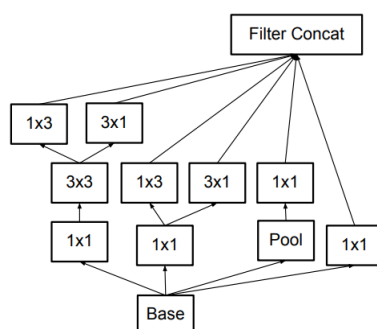 Filter Concat
1x3 3x1
3x3 1x3 3x1 1x1
1x1 1x1 Pool 1x1
Base